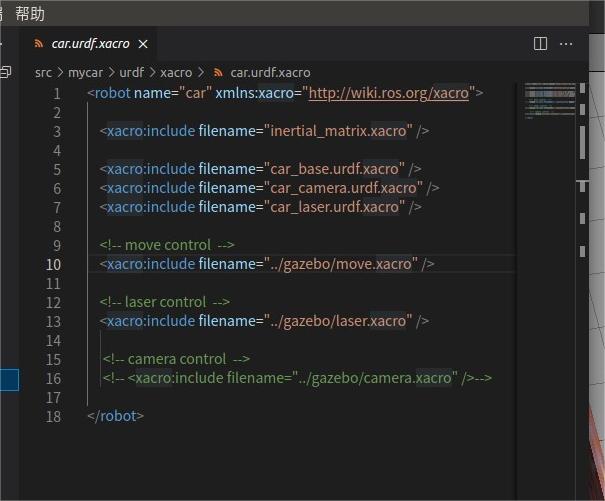 帮助
car.urdf.xacro
src > mycar > urdf > xacro > car.urdf.xacro
1 <robot name="car" xmlns:xacro="http://wiki.ros.org/xacro">
2
3 <xacro:include filename="inertial_matrix.xacro" />
4
5 <xacro:include filename="car_base.urdf.xacro" />
6 <xacro:include filename="car_camera.urdf.xacro" />
7 <xacro:include filename="car_laser.urdf.xacro" />
8
9 <!-- move control -->
10 <xacro:include filename="../gazebo/move.xacro" />
11
12 <!-- laser control -->
13 <xacro:include filename="../gazebo/laser.xacro" />
14
15 <!-- camera control -->
16 <!-- <xacro:include filename="../gazebo/camera.xacro" />-->
17
18 </robot>